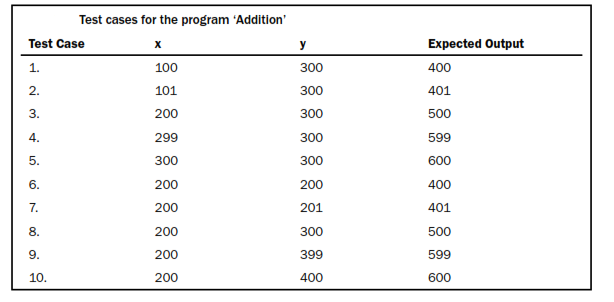 Test cases for the program ‘Addition’
Test Case x y Expected Output
1. 100 300 400
2. 101 300 401
3. 200 300 500
4. 299 300 599
5. 300 300 600
6. 200 200 400
7. 200 201 401
8. 200 300 500
9. 200 399 599
10. 200 400 600